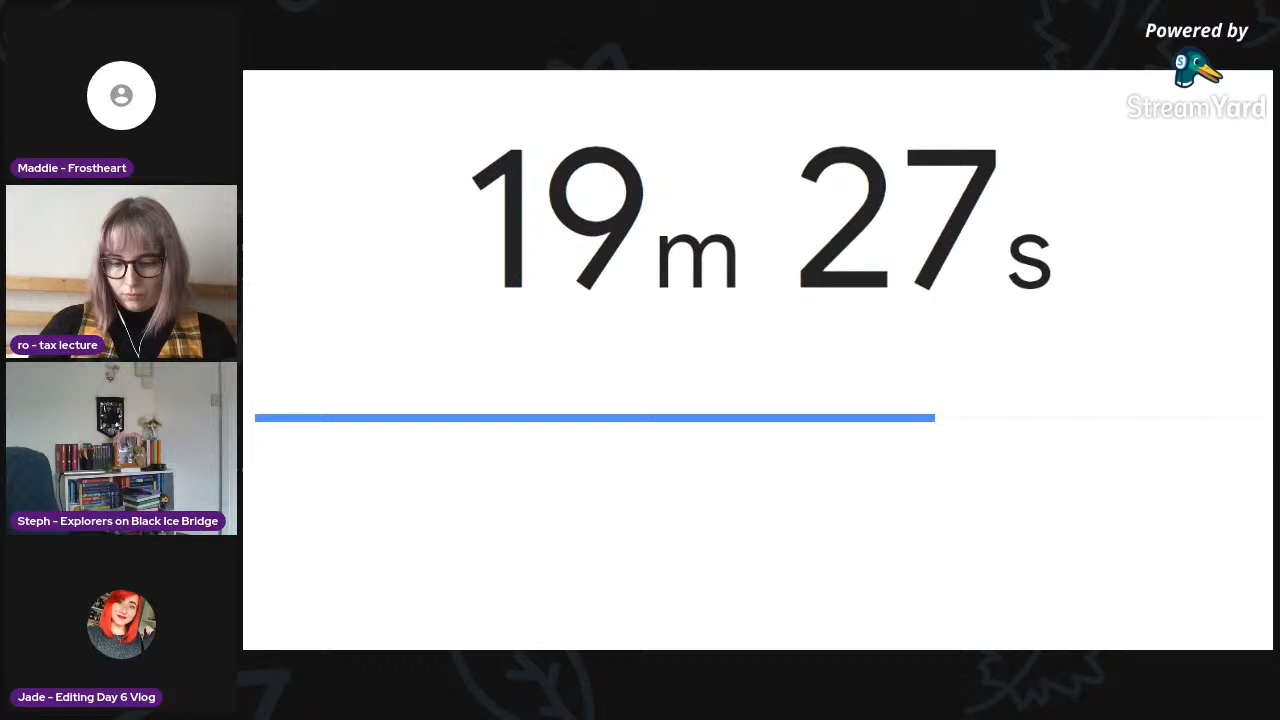 Powered by
StreamYard
Maddie - Frostheart
19m 27s
ro - tax lecture
Steph - Explorers on Black Ice Bridge
Jade - Editing Day 6 Vlog